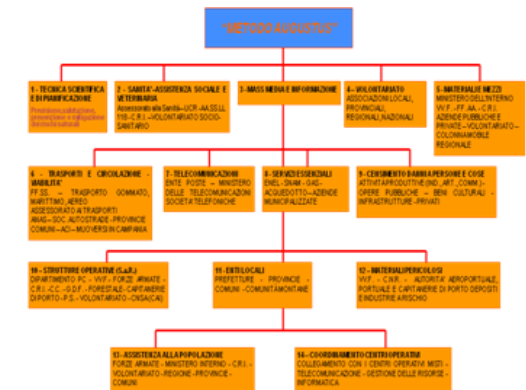 "METODO AUGUSTUS"
1 - TECNICA SCIENTIFICA
E DI PIANIFICAZIONE
2 - SANITA'-ASSISTENZA SOCIALE E
VETERINARIA
Assessorato alla Sanità – UCR - AA.SS.LL
118 – C.R.I. – VOLONTARIATO SOCIO-
SANITARIO
3 - MASS MEDIA E INFORMAZIONE
4 – VOLONTARIATO
ASSOCIAZIONI LOCALI,
PROVINCIALI,
REGIONALI, NAZIONALI
5 - MATERIALI E MEZZI
MINISTERO DELL'INTERNO
VV.F. - FF. AA. - C.R.I.
AZIENDE PUBBLICHE E
PRIVATE – VOLONTARIATO –
COLONNA MOBILE
REGIONALE
6 - TRASPORTI E CIRCOLAZIONE -
VIABILITA'
FF.SS. – TRASPORTO GOMMATO,
MARITTIMO, AEREO
ASSESSORATO AI TRASPORTI
ANAS – SOC. AUTOSTRADE - PROVINCIE
COMUNI – ACI – MUOVERSI IN CAMPANIA
7 - TELECOMUNICAZIONI
ENTE POSTE – MINISTERO
DELLE TELECOMUNICAZIONI
SOCIETA' TELEFONICHE
8 - SERVIZI ESSENZIALI
ENEL - SNAM - GAS -
ACQUEDOTTO – AZIENDE
MUNICIPALIZZATE
9 - CENSIMENTO DANNI A PERSONE E COSE
ATTIVITÀ PRODUTTIVE (IND., ART., COMM.) -
OPERE PUBBLICHE – BENI CULTURALI -
INFRASTRUTTURE - PRIVATI
10 – STRUTTURE OPERATIVE (S.a.R.)
DIPARTIMENTO PC - VV.F - FORZE ARMATE -
C.R.I. - CC - G.D.F. - FORESTALE - CAPITANERIE
DI PORTO - P.S. - VOLONTARIATO - CNSA (CAI)
11 - ENTI LOCALI
PREFETTURE - PROVINCIE -
COMUNI - COMUNITÀ MONTANE
12 – MATERIALI PERICOLOSI
VV.F. - C.N.R. - AUTORITA' AEROPORTUALE,
PORTUALE E CAPITANERIE DI PORTO DEPOSITI
E INDUSTRIE A RISCHIO
13 - ASSISTENZA ALLA POPOLAZIONE
FORZE ARMATE - MINISTERO INTERNO - C.R.I. -
VOLONTARIATO - REGIONE - PROVINCE -
COMUNI
14 – COORDINAMENTO CENTRI OPERATIVI
COLLEGAMENTO CON I CENTRI OPERATIVI MISTI -
TELECOMUNICAZIONE - GESTIONE DELLE RISORSE -
INFORMATICA